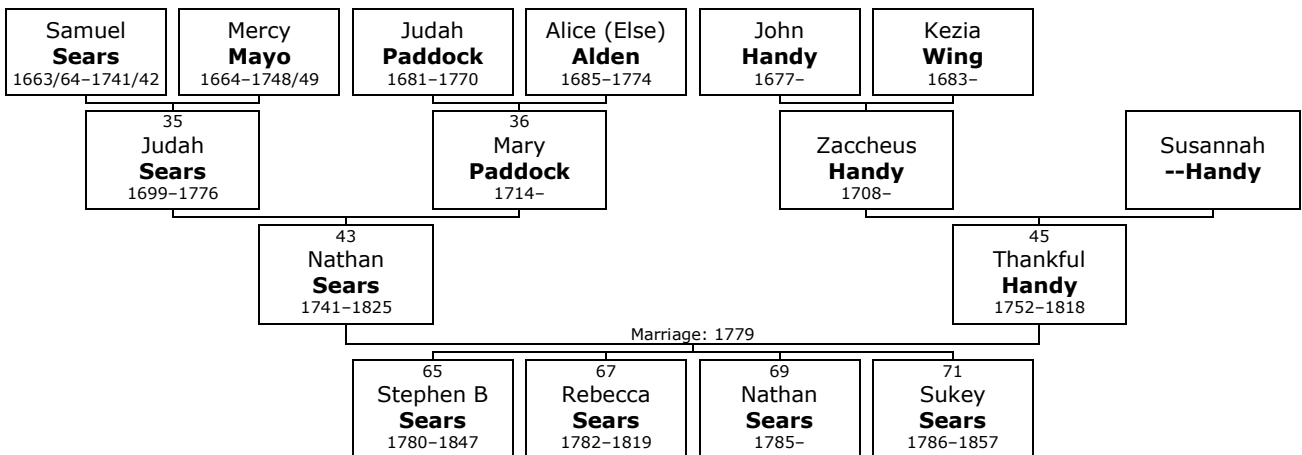 Samuel
Sears
1663/64–1741/42
Mercy
Mayo
1664–1748/49
Judah
Paddock
1681–1770
Alice (Else)
Alden
1685–1774
John
Handy
1677–
Kezia
Wing
1683–
35
Judah
Sears
1699–1776
36
Mary
Paddock
1714–
Zaccheus
Handy
1708–
Susannah
--Handy
43
Nathan
Sears
1741–1825
45
Thankful
Handy
1752–1818
Marriage: 1779
65
Stephen B
Sears
1780–1847
67
Rebecca
Sears
1782–1819
69
Nathan
Sears
1785–
71
Sukey
Sears
1786–1857